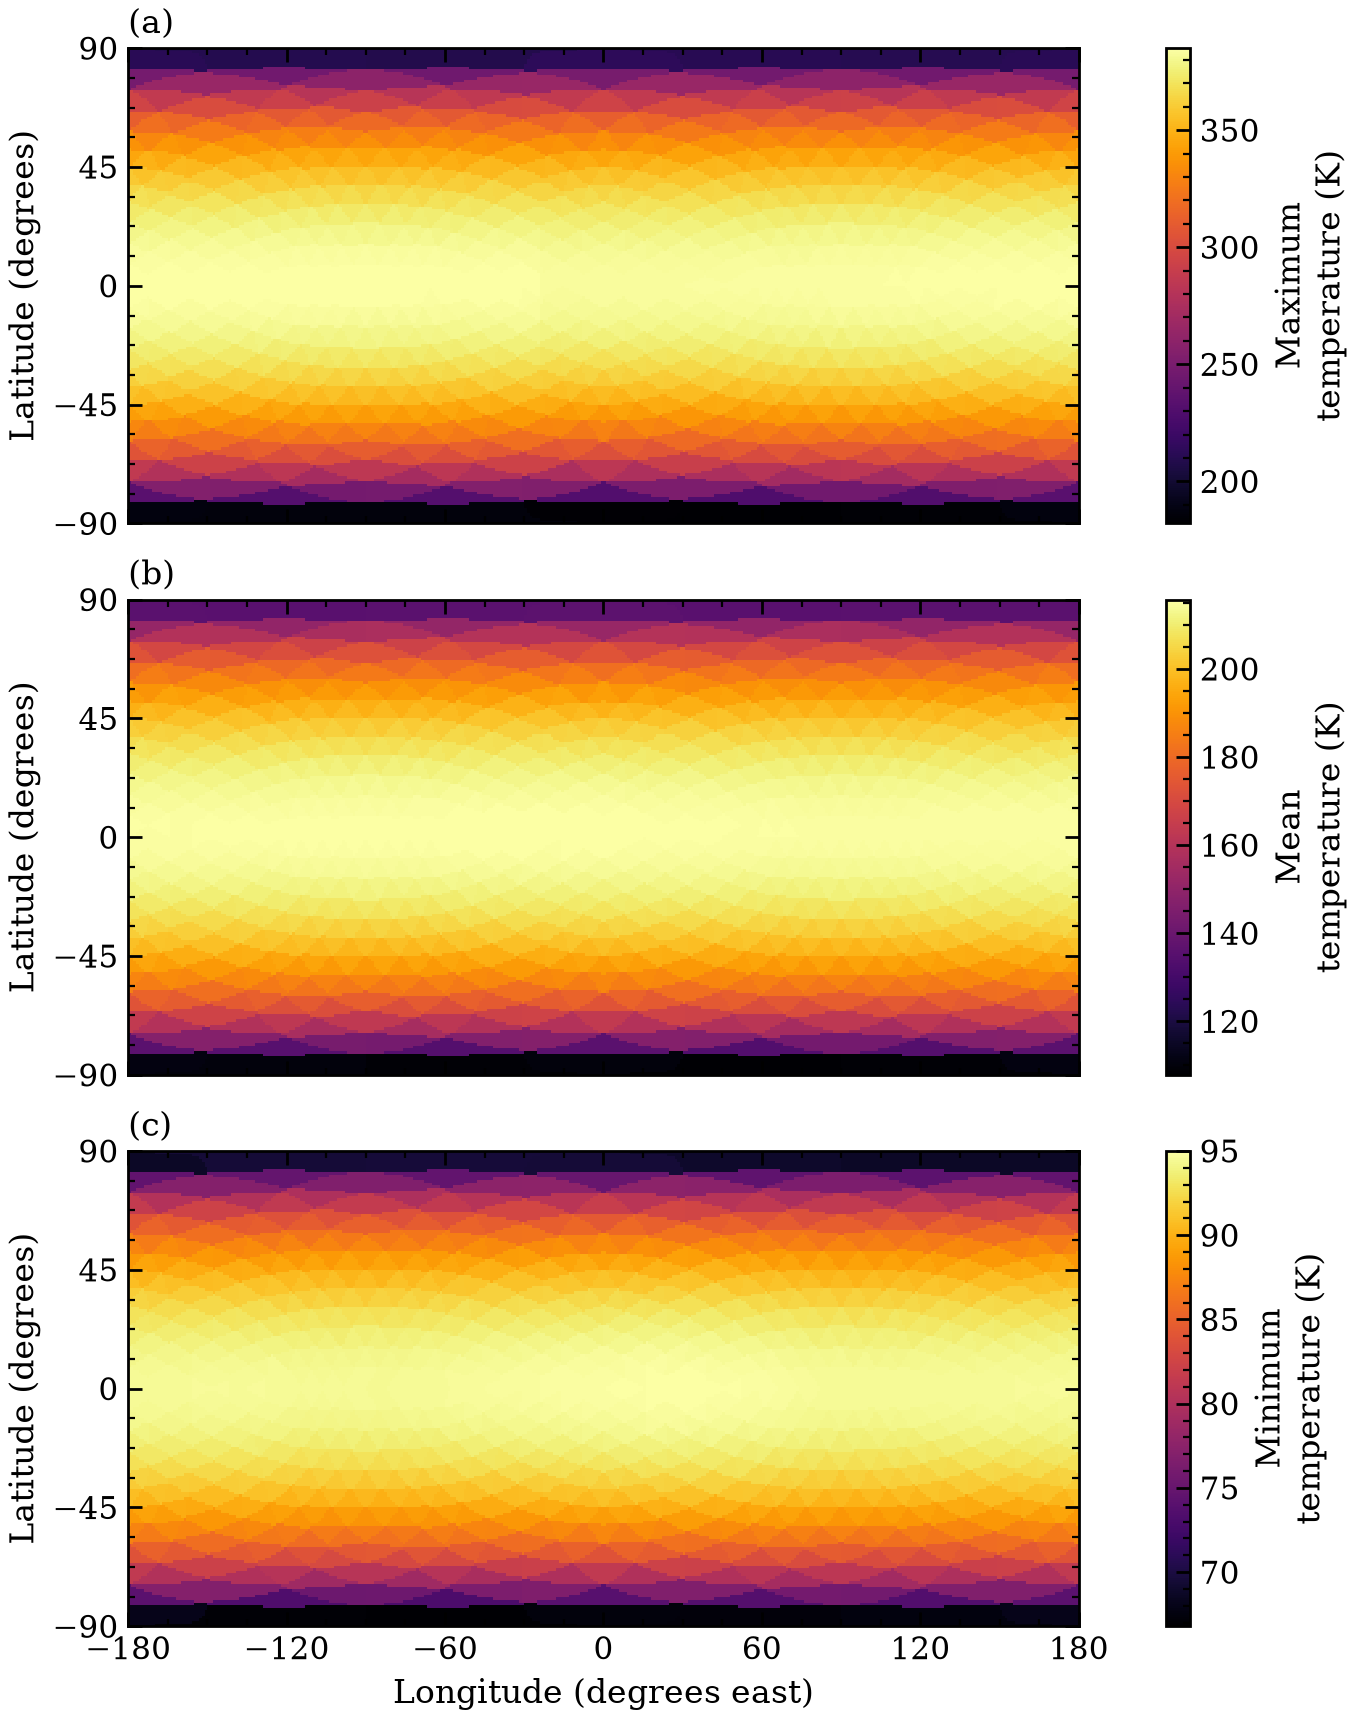 (a)
90
45
0
−45
−90
Latitude (degrees)
350
300
250
200
Maximum
temperature (K)
(b)
90
45
0
−45
−90
Latitude (degrees)
200
180
160
140
120
Mean
temperature (K)
(c)
90
45
0
−45
−90
Latitude (degrees)
−180 −120 −60 0 60 120 180
Longitude (degrees east)
95
90
85
80
75
70
Minimum
temperature (K)